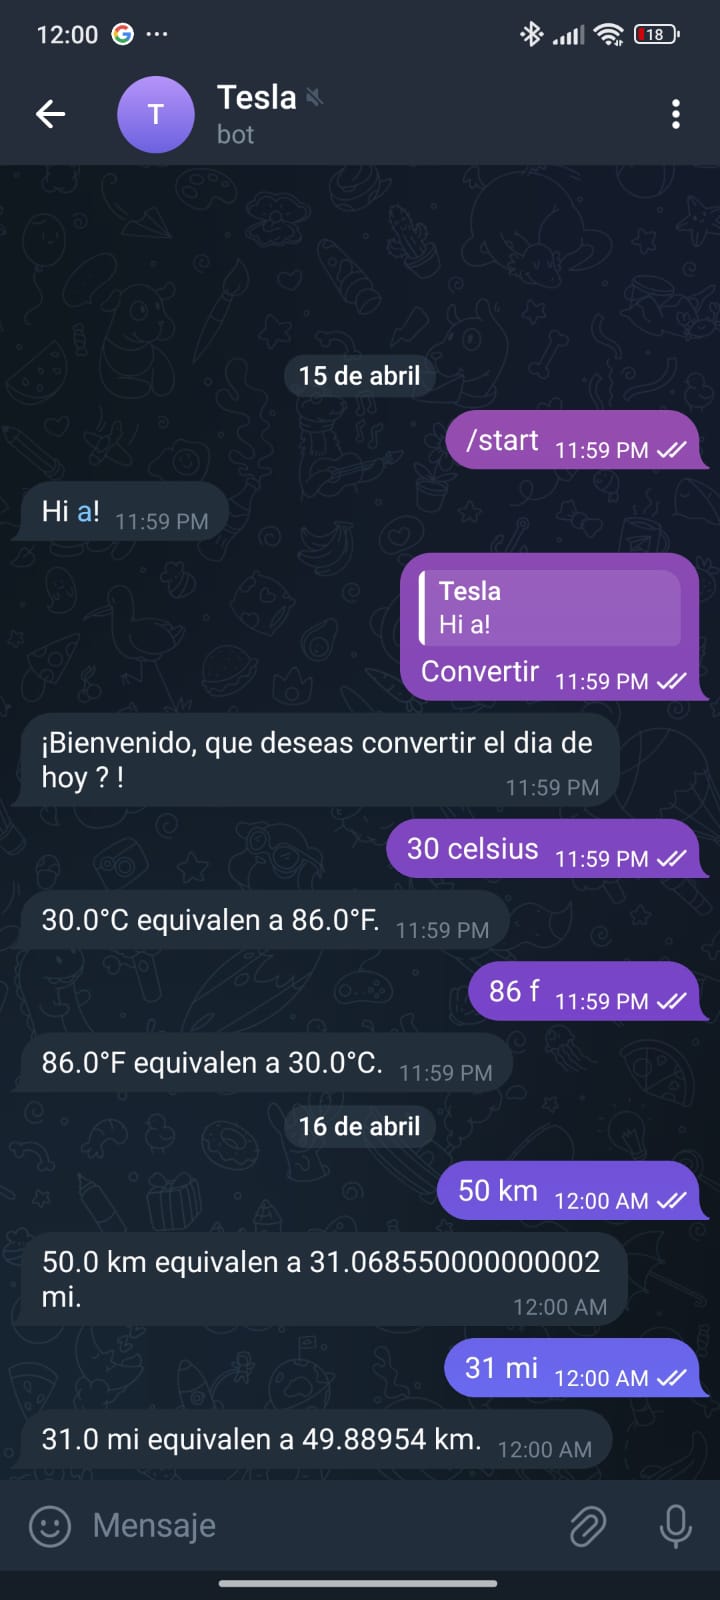 12:00
18
T
Tesla
bot
15 de abril
/start 11:59 PM
Hi a! 11:59 PM
Tesla
Hi a!
Convertir 11:59 PM
¡Bienvenido, que deseas convertir el dia de
hoy ? !
11:59 PM
30 celsius 11:59 PM
30.0°C equivalen a 86.0°F. 11:59 PM
86 f 11:59 PM
86.0°F equivalen a 30.0°C. 11:59 PM
16 de abril
50 km 12:00 AM
50.0 km equivalen a 31.068550000000002
mi.
12:00 AM
31 mi 12:00 AM
31.0 mi equivalen a 49.88954 km. 12:00 AM
Mensaje